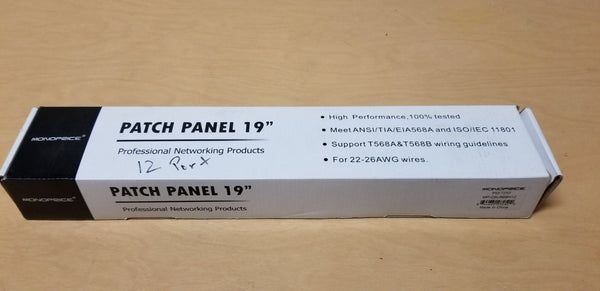 MONOPRICE®
PATCH PANEL 19"
Professional Networking Products
12 Port
High Performance,100% tested
Meet ANSI/TIA/EIA568A and ISO/IEC 11801
Support T568A&T568B wiring guidelines
For 22-26AWG wires.
MONOPRICE®
PATCH PANEL 19"
Professional Networking Products
MONOPRICE
Made in China